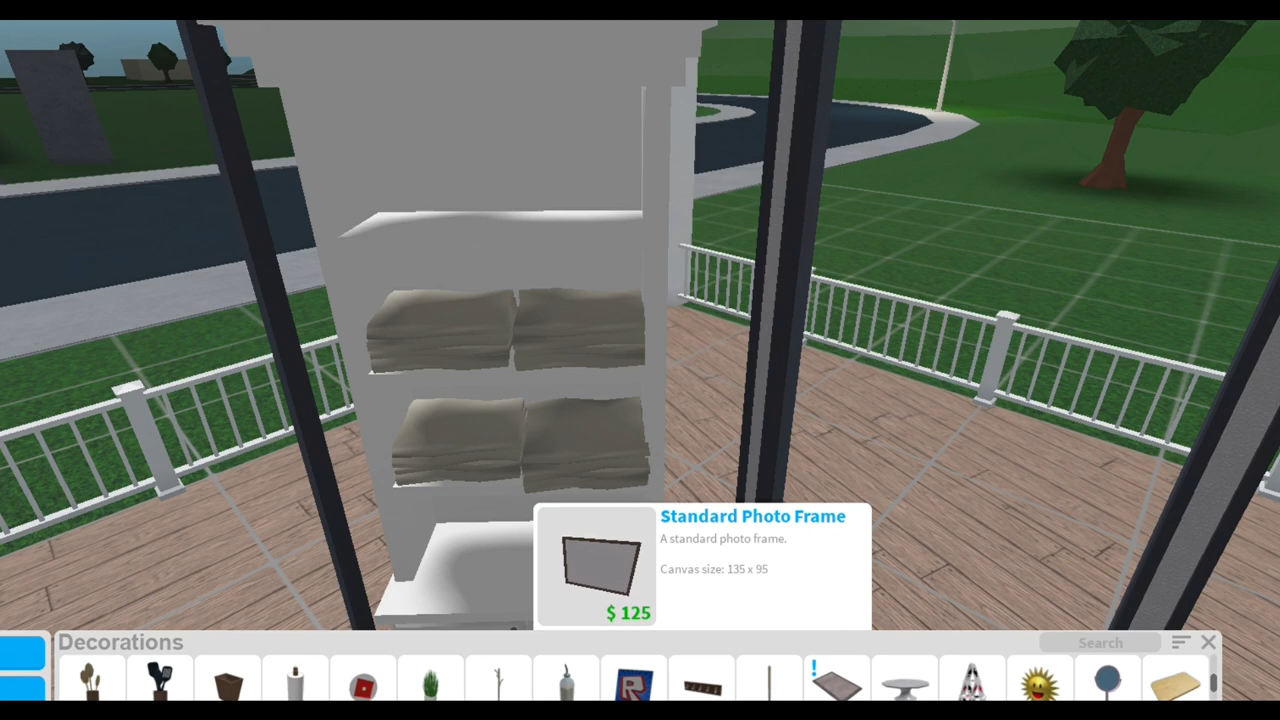 Standard Photo Frame
A standard photo frame.
Canvas size: 135 x 95
$ 125
Decorations
Search
!
R